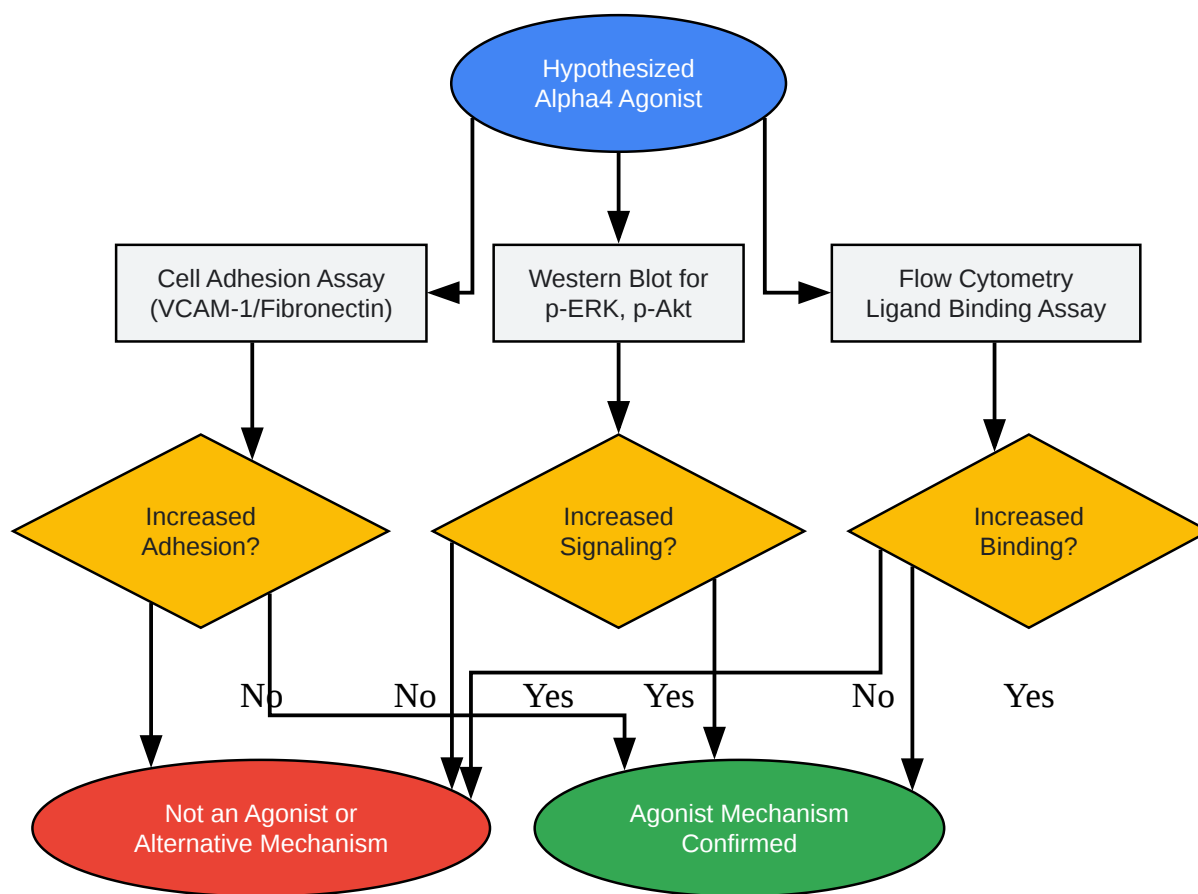 Hypothesized
Alpha4 Agonist
Cell Adhesion Assay
(VCAM-1/Fibronectin)
Western Blot for
p-ERK, p-Akt
Flow Cytometry
Ligand Binding Assay
Increased
Adhesion?
Increased
Signaling?
Increased
Binding?
No
No
Yes
Yes
No
Yes
Not an Agonist or
Alternative Mechanism
Agonist Mechanism
Confirmed